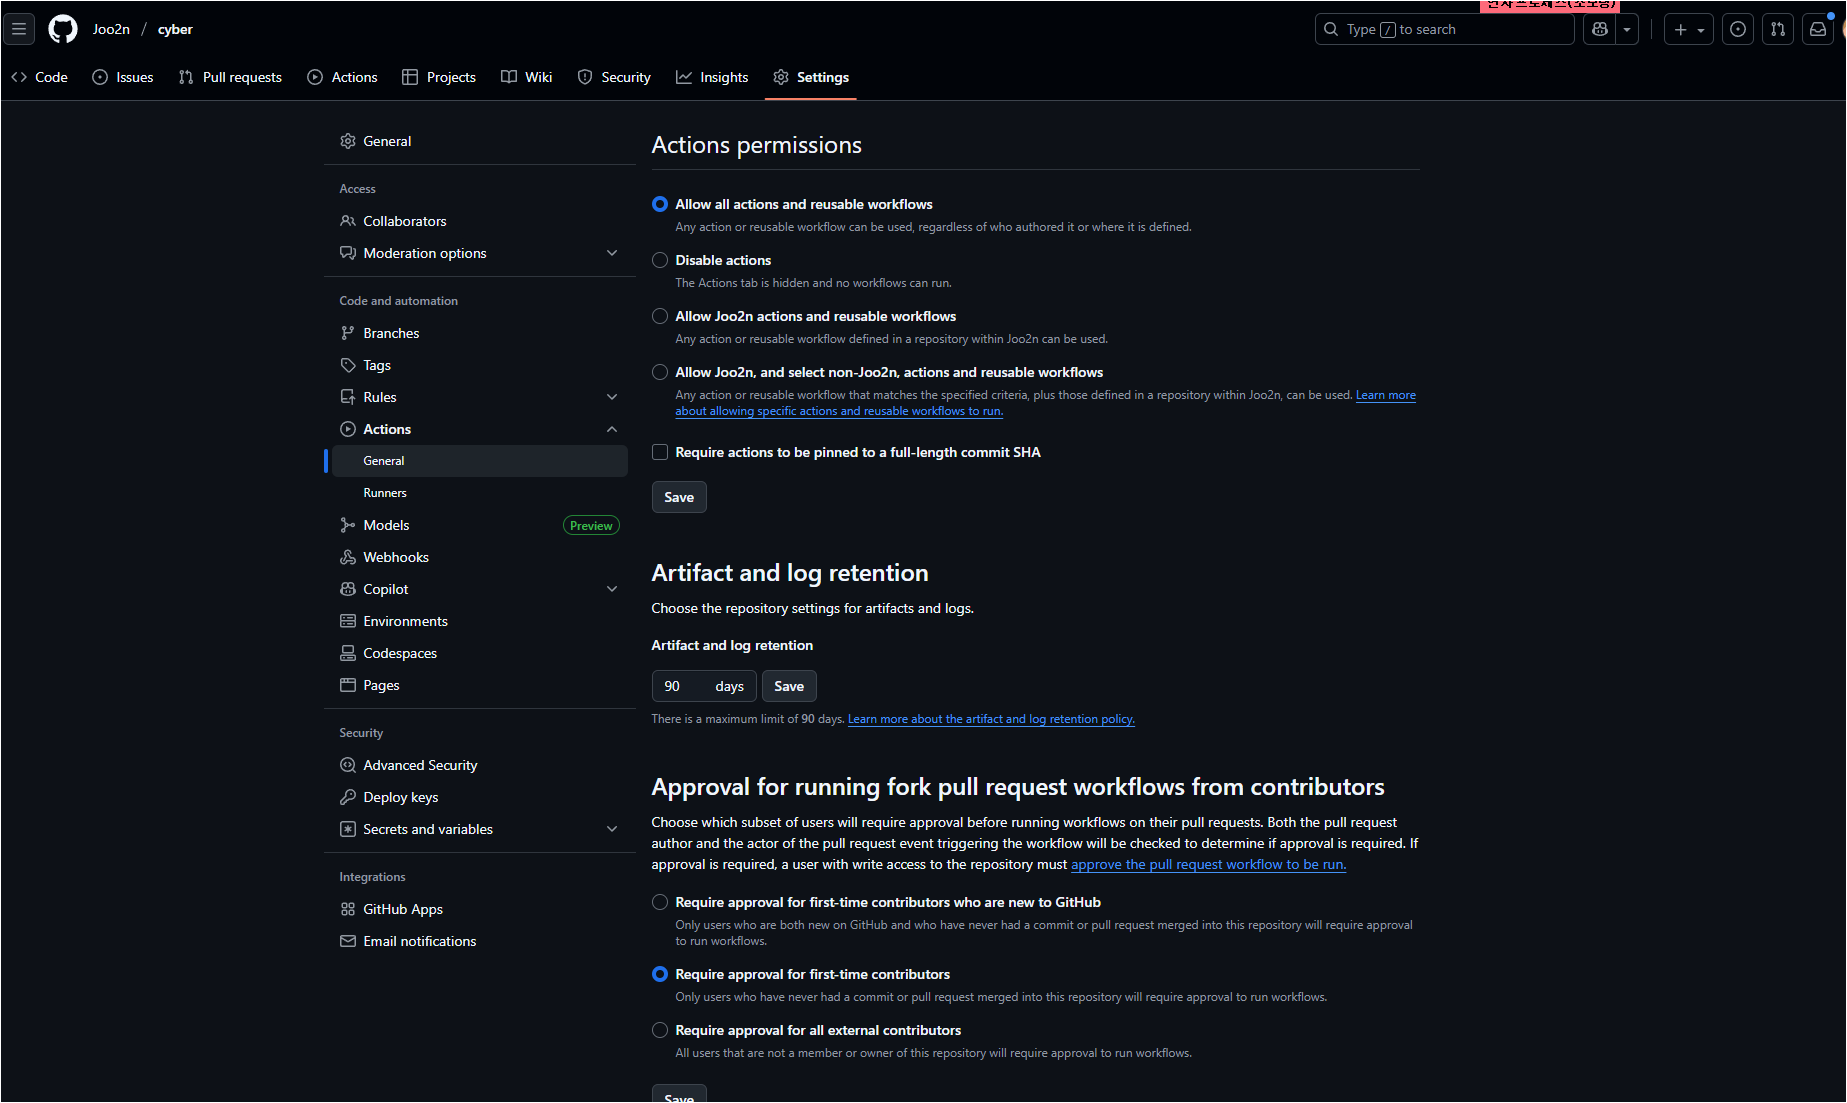 Joo2n / cyber
Type / to search
Code
Issues
Pull requests
Actions
Projects
Wiki
Security
Insights
Settings
General
Access
Collaborators
Moderation options
Code and automation
Branches
Tags
Rules
Actions
General
Runners
Models
Preview
Webhooks
Copilot
Environments
Codespaces
Pages
Security
Advanced Security
Deploy keys
Secrets and variables
Integrations
GitHub Apps
Email notifications
Actions permissions
Allow all actions and reusable workflows
Any action or reusable workflow can be used, regardless of who authored it or where it is defined.
Disable actions
The Actions tab is hidden and no workflows can run.
Allow Joo2n actions and reusable workflows
Any action or reusable workflow defined in a repository within Joo2n can be used.
Allow Joo2n, and select non-Joo2n, actions and reusable workflows
Any action or reusable workflow that matches the specified criteria, plus those defined in a repository within Joo2n, can be used. Learn more
about allowing specific actions and reusable workflows to run.
Require actions to be pinned to a full-length commit SHA
Save
Artifact and log retention
Choose the repository settings for artifacts and logs.
Artifact and log retention
90 days
Save
There is a maximum limit of 90 days. Learn more about the artifact and log retention policy.
Approval for running fork pull request workflows from contributors
Choose which subset of users will require approval before running workflows on their pull requests. Both the pull request
author and the actor of the pull request event triggering the workflow will be checked to determine if approval is required. If
approval is required, a user with write access to the repository must approve the pull request workflow to be run.
Require approval for first-time contributors who are new to GitHub
Only users who are both new on GitHub and who have never had a commit or pull request merged into this repository will require approval
to run workflows.
Require approval for first-time contributors
Only users who have never had a commit or pull request merged into this repository will require approval to run workflows.
Require approval for all external contributors
All users that are not a member or owner of this repository will require approval to run workflows.
Save